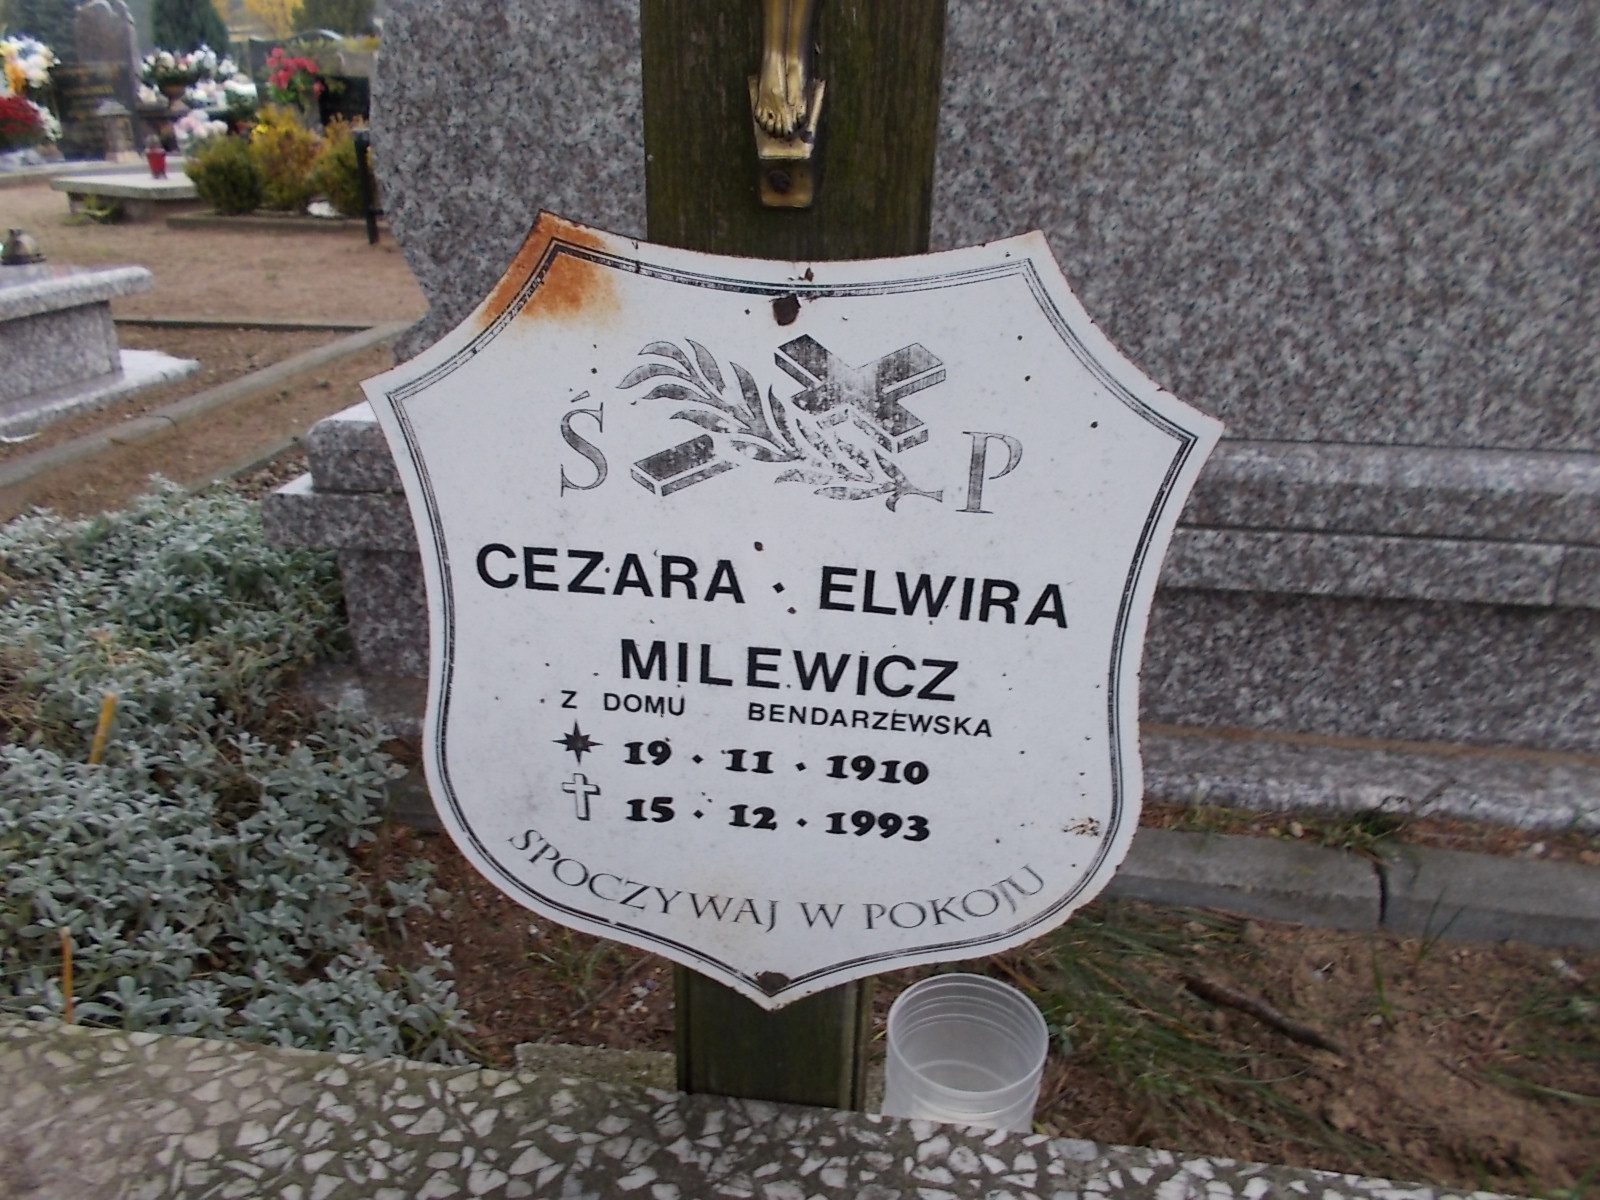 Ś P
CEZARA · ELWIRA
MILEWICZ
Z DOMU BENDARZEWSKA
19 · 11 · 1910
15 · 12 · 1993
SPOCZYWAJ W POKOJU